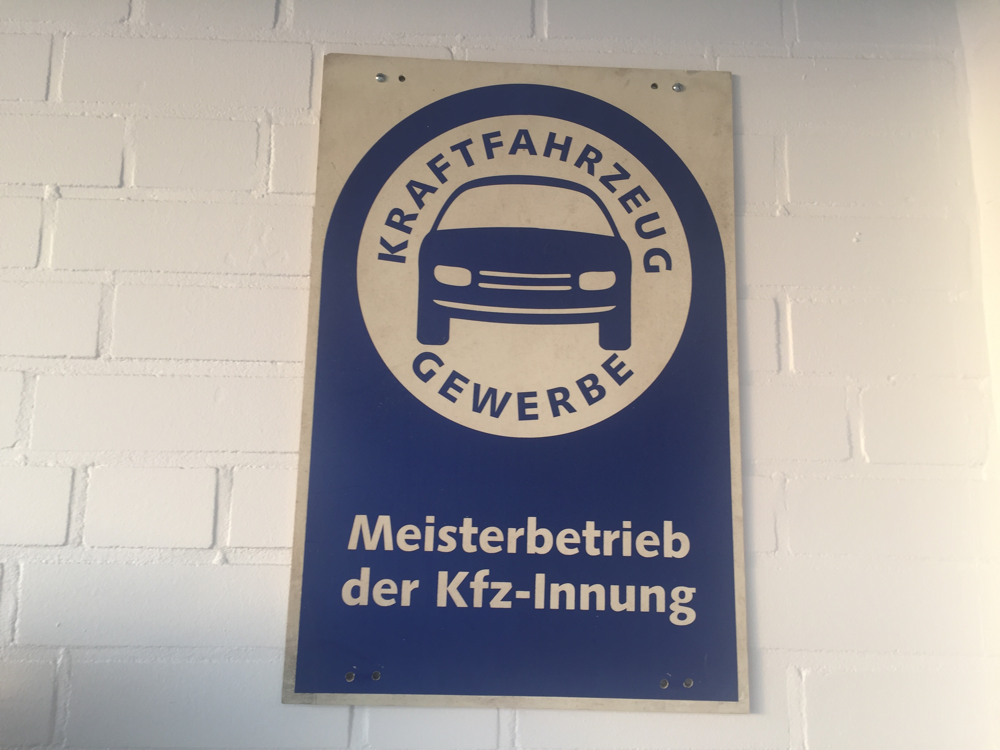 KRAFTFAHRZEUG
GEWERBE
Meisterbetrieb
der Kfz-Innung